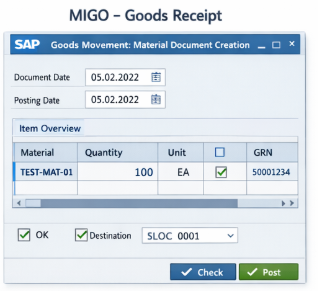 MIGO – Goods Receipt
SAP Goods Movement: Material Document Creation
Document Date 05.02.2022
Posting Date 05.02.2022
Item Overview
Material Quantity Unit GRN
TEST-MAT-01 100 EA 50001234
OK Destination SLOC 0001
Check Post